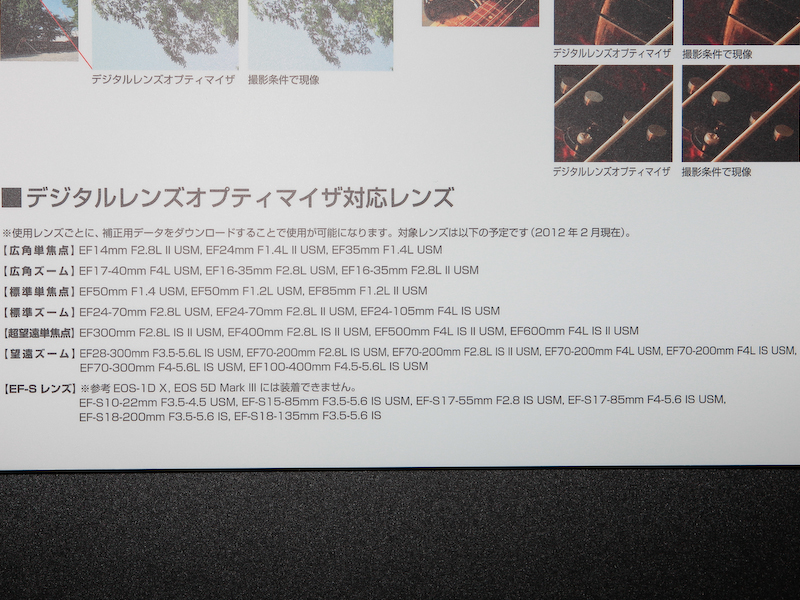 デジタルレンズオプティマイザ 撮影条件で現像
デジタルレンズオプティマイザ 撮影条件で現像
デジタルレンズオプティマイザ 撮影条件で現像
■デジタルレンズオプティマイザ対応レンズ
※使用レンズごとに、補正用データをダウンロードすることで使用が可能になります。対象レンズは以下の予定です(2012年2月現在)。
【広角単焦点】EF14mm F2.8L II USM, EF24mm F1.4L II USM, EF35mm F1.4L USM
【広角ズーム】EF17-40mm F4L USM, EF16-35mm F2.8L USM, EF16-35mm F2.8L II USM
【標準単焦点】EF50mm F1.4 USM, EF50mm F1.2L USM, EF85mm F1.2L II USM
【標準ズーム】EF24-70mm F2.8L USM, EF24-70mm F2.8L II USM, EF24-105mm F4L IS USM
【超望遠単焦点】EF300mm F2.8L IS II USM, EF400mm F2.8L IS II USM, EF500mm F4L IS II USM, EF600mm F4L IS II USM
【望遠ズーム】EF28-300mm F3.5-5.6L IS USM, EF70-200mm F2.8L IS USM, EF70-200mm F2.8L IS II USM, EF70-200mm F4L USM, EF70-200mm F4L IS USM,
EF70-300mm F4-5.6L IS USM, EF100-400mm F4.5-5.6L IS USM
【EF-S レンズ】※参考 EOS-1D X, EOS 5D Mark III には装着できません。
EF-S10-22mm F3.5-4.5 USM, EF-S15-85mm F3.5-5.6 IS USM, EF-S17-55mm F2.8 IS USM, EF-S17-85mm F4-5.6 IS USM,
EF-S18-200mm F3.5-5.6 IS, EF-S18-135mm F3.5-5.6 IS